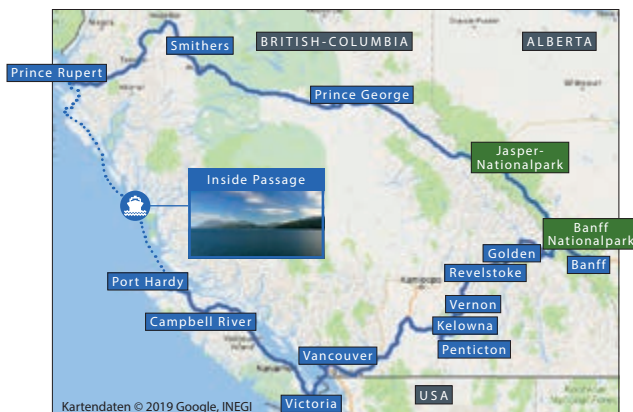 Smithers
BRITISH-COLUMBIA
ALBERTA
Prince Rupert
Prince George
Jasper-
Nationalpark
Inside Passage
Banff
Nationalpark
Golden
Banff
Revelstoke
Port Hardy
Kamloops
Vernon
Campbell River
Kelowna
Penticton
Vancouver
USA
Victoria
Kartendaten © 2019 Google, INEGI